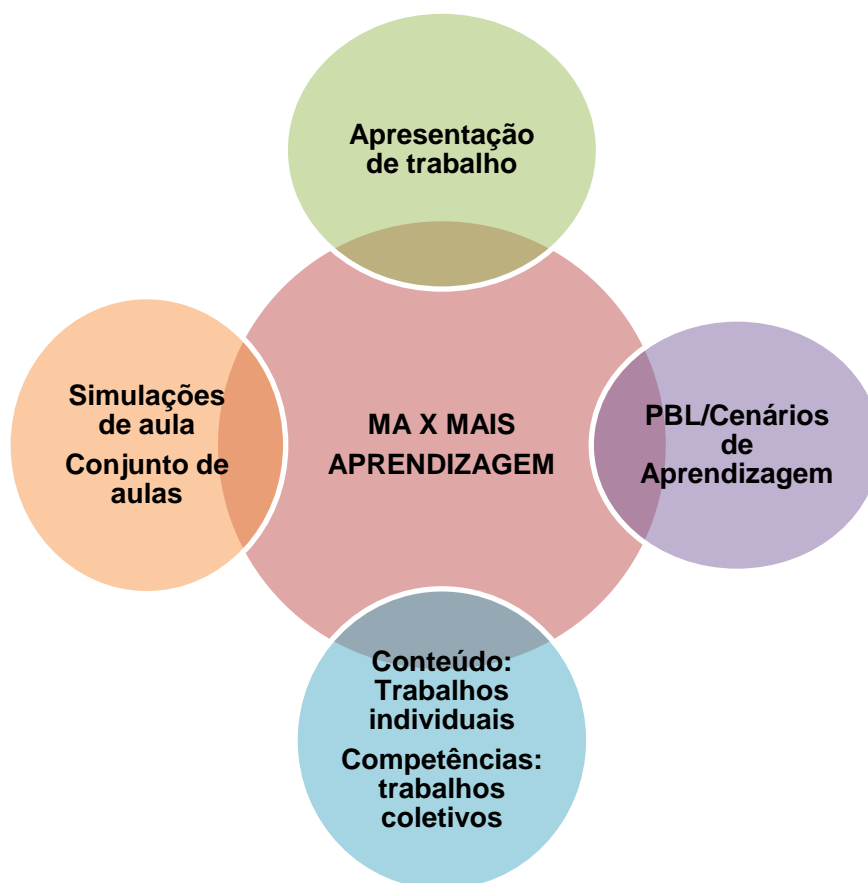 Apresentação
de trabalho
Simulações
de aula
Conjunto de
aulas
MA X MAIS
APRENDIZAGEM
PBL/Cenários
de
Aprendizagem
Conteúdo:
Trabalhos
individuais
Competências:
trabalhos
coletivos